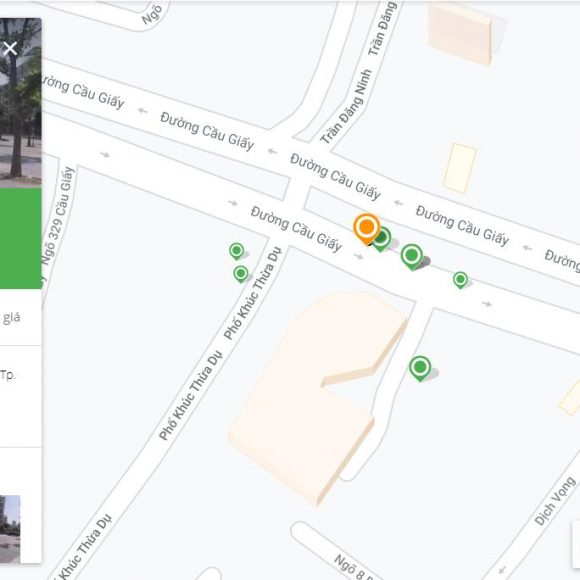 Ngõ
Trần Đăng
Trần Đăng Ninh
Đường Cầu Giấy
Đường Cầu Giấy
Đường Cầu Giấy
Đường Cầu Giấy
Đường Cầu Giấy
Đường Cầu Giấy
Ngõ 329 Cầu Giấy
Phố Khúc Thừa Dụ
Phố Khúc Thừa Dụ
Khúc Thừa Dụ
giá
Tp.
Dịch Vọng
Ngõ 8